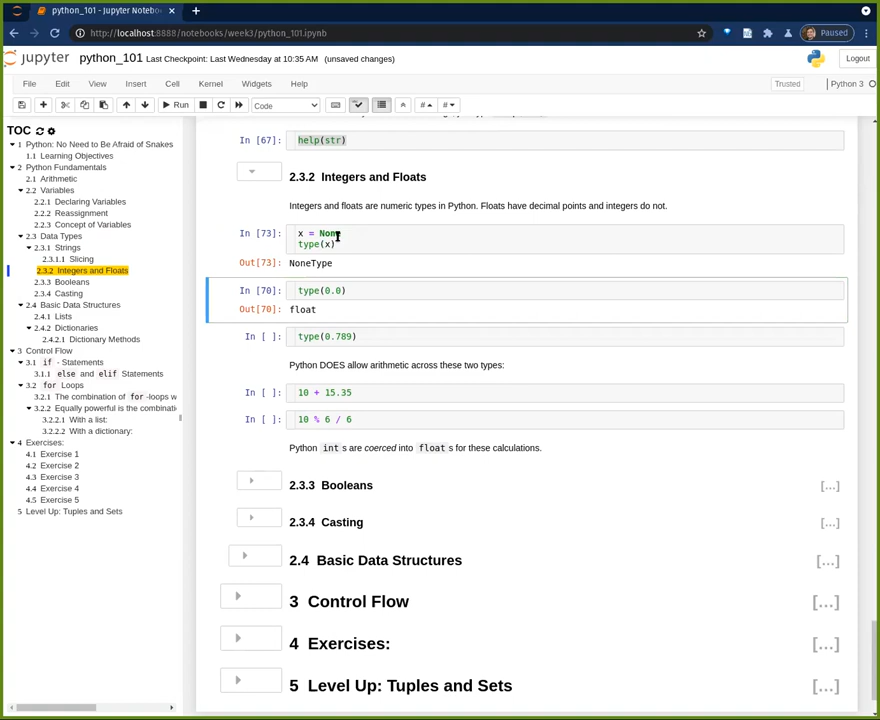 python_101 - Jupyter Notebo
http://localhost:8888/notebooks/week3/python_101.ipynb
Paused
jupyter python_101 Last Checkpoint: Last Wednesday at 10:35 AM (unsaved changes)
Logout
File Edit View Insert Cell Kernel Widgets Help
Trusted Python 3
Run Code
TOC
1 Python: No Need to Be Afraid of Snakes
1.1 Learning Objectives
2 Python Fundamentals
2.1 Arithmetic
2.2 Variables
2.2.1 Declaring Variables
2.2.2 Reassignment
2.2.3 Concept of Variables
2.3 Data Types
2.3.1 Strings
2.3.1.1 Slicing
2.3.2 Integers and Floats
2.3.3 Booleans
2.3.4 Casting
2.4 Basic Data Structures
2.4.1 Lists
2.4.2 Dictionaries
2.4.2.1 Dictionary Methods
3 Control Flow
3.1 if - Statements
3.1.1 else and elif Statements
3.2 for Loops
3.2.1 The combination of for -loops w
3.2.2 Equally powerful is the combinati
3.2.2.1 With a list:
3.2.2.2 With a dictionary:
4 Exercises:
4.1 Exercise 1
4.2 Exercise 2
4.3 Exercise 3
4.4 Exercise 4
4.5 Exercise 5
5 Level Up: Tuples and Sets
In [67]: help(str)
2.3.2 Integers and Floats
Integers and floats are numeric types in Python. Floats have decimal points and integers do not.
In [73]: x = None
type(x)
Out[73]: NoneType
In [70]: type(0.0)
Out[70]: float
In [ ]: type(0.789)
Python DOES allow arithmetic across these two types:
In [ ]: 10 + 15.35
In [ ]: 10 % 6 / 6
Python int s are coerced into float s for these calculations.
2.3.3 Booleans [...]
2.3.4 Casting [...]
2.4 Basic Data Structures [...]
3 Control Flow [...]
4 Exercises: [...]
5 Level Up: Tuples and Sets [...]